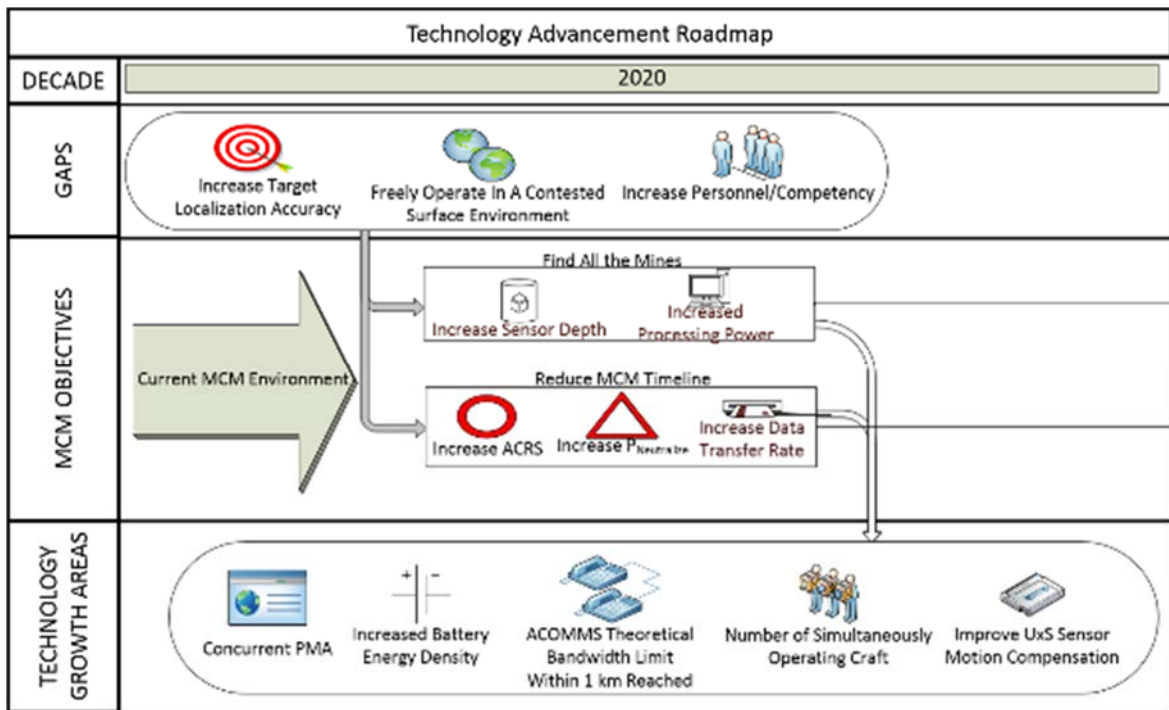 Technology Advancement Roadmap
DECADE
2020
GAPS
Increase Target
Localization Accuracy
Freely Operate In A Contested
Surface Environment
Increase Personnel/Competency
MCM OBJECTIVES
Current MCM Environment
Find All the Mines
Increase Sensor Depth
Increased
Processing Power
Reduce MCM Timeline
Increase ACRS
Increase PNeutralize
Increase Data
Transfer Rate
TECHNOLOGY
GROWTH AREAS
Concurrent PMA
Increased Battery
Energy Density
ACOMMS Theoretical
Bandwidth Limit
Within 1 km Reached
Number of Simultaneously
Operating Craft
Improve UxS Sensor
Motion Compensation